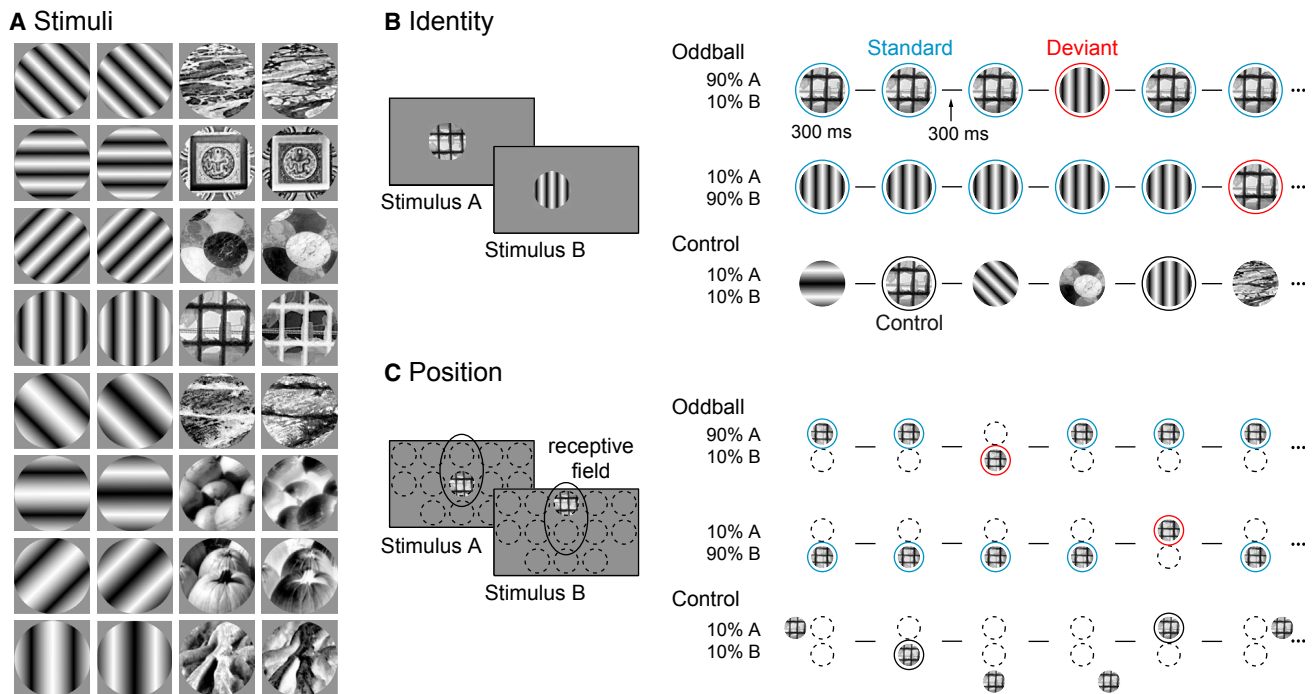 A Stimuli
B Identity
Stimulus A
Stimulus B
Oddball
Standard
Deviant
90% A
10% B
300 ms
300 ms
10% A
90% B
Control
10% A
10% B
Control
...
...
...
C Position
receptive
field
Stimulus A
Stimulus B
Oddball
90% A
10% B
10% A
90% B
Control
10% A
10% B
...
...
...